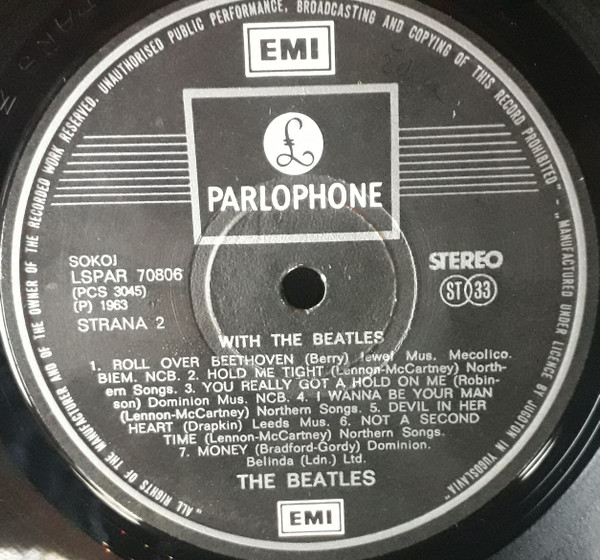 "ALL RIGHTS OF THE MANUFACTURER AND OF THE OWNER OF THE RECORDED WORK RESERVED. UNAUTHORISED PUBLIC PERFORMANCE, BROADCASTING AND COPYING OF THIS RECORD PROHIBITED" - "MANUFACTURED UNDER LICENCE BY JUGOTON IN YUGOSLAVIA"
EMI
£
PARLOPHONE
SOKOJ
LSPAR 70806
(PCS 3045)
(P) 1963
STRANA 2
STEREO
ST 33
WITH THE BEATLES
1. ROLL OVER BEETHOVEN (Berry) Jewel Mus. Mecolico.
BIEM. NCB. 2. HOLD ME TIGHT (Lennon-McCartney) North-
ern Songs. 3. YOU REALLY GOT A HOLD ON ME (Robin-
son) Dominion Mus. NCB. 4. I WANNA BE YOUR MAN
(Lennon-McCartney) Northern Songs. 5. DEVIL IN HER
HEART (Drapkin) Leeds Mus. 6. NOT A SECOND
TIME (Lennon-McCartney) Northern Songs.
7. MONEY (Bradford-Gordy) Dominion.
Belinda (Ldn.) Ltd.
THE BEATLES
EMI